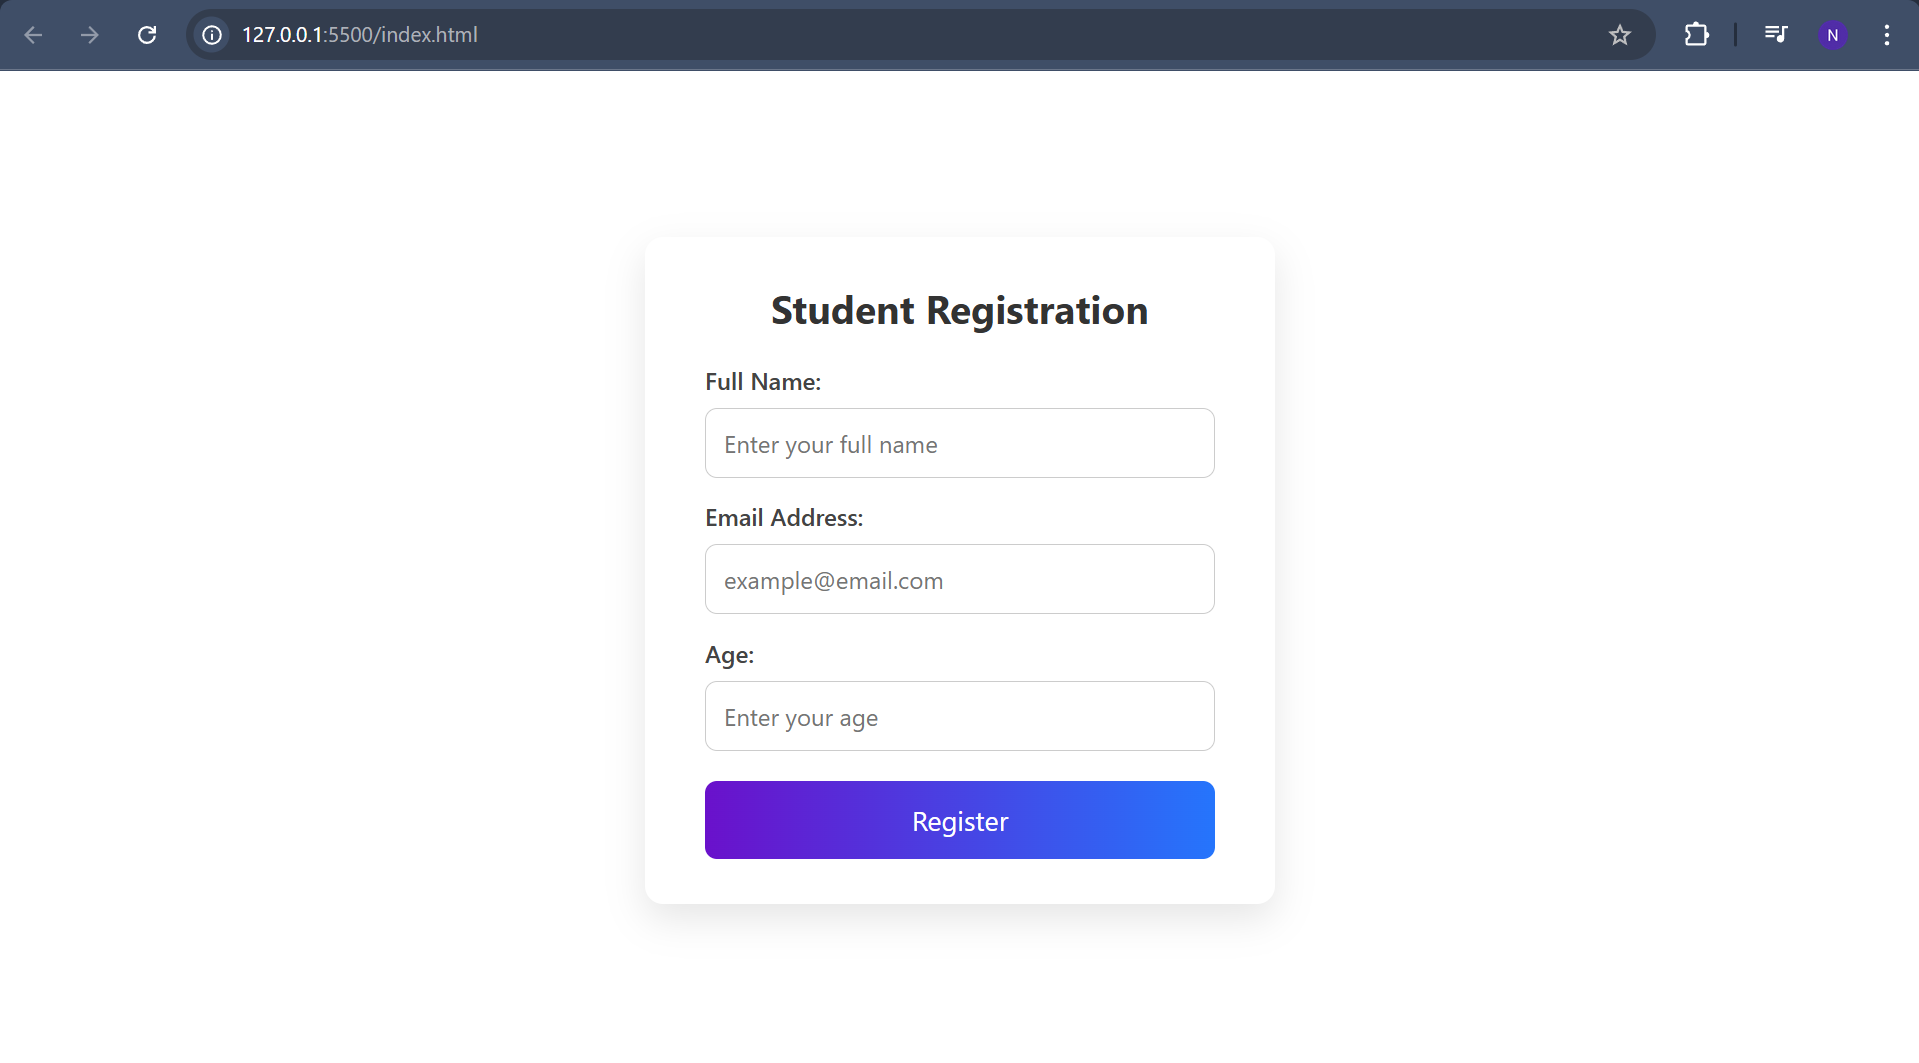 127.0.0.1:5500/index.html
N
Student Registration
Full Name:
Enter your full name
Email Address:
example@email.com
Age:
Enter your age
Register